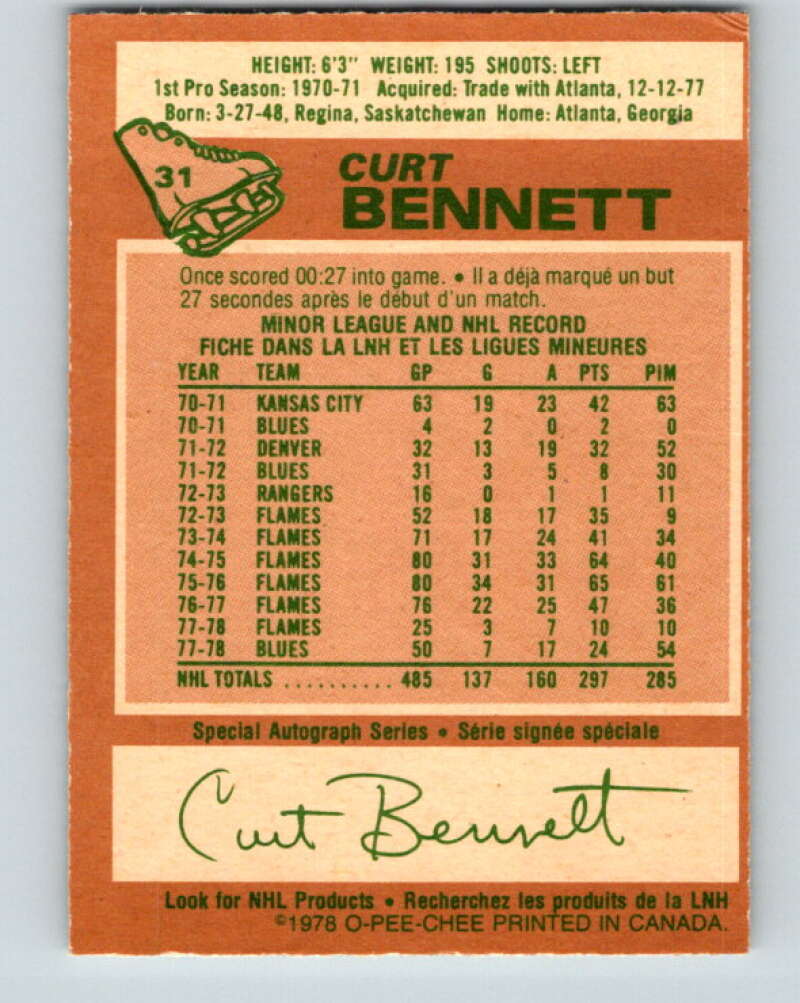 HEIGHT: 6'3" WEIGHT: 195 SHOOTS: LEFT
1st Pro Season: 1970-71 Acquired: Trade with Atlanta, 12-12-77
Born: 3-27-48, Regina, Saskatchewan Home: Atlanta, Georgia
31
CURT
BENNETT
Once scored 00:27 into game. • Il a déjà marqué un but
27 secondes après le début d'un match.
MINOR LEAGUE AND NHL RECORD
FICHE DANS LA LNH ET LES LIGUES MINEURES
YEAR TEAM GP G A PTS PIM
70-71 KANSAS CITY 63 19 23 42 63
70-71 BLUES 4 2 0 2 0
71-72 DENVER 32 13 19 32 52
71-72 BLUES 31 3 5 8 30
72-73 RANGERS 16 0 1 1 11
72-73 FLAMES 52 18 17 35 9
73-74 FLAMES 71 17 24 41 34
74-75 FLAMES 80 31 33 64 40
75-76 FLAMES 80 34 31 65 61
76-77 FLAMES 76 22 25 47 36
77-78 FLAMES 25 3 7 10 10
77-78 BLUES 50 7 17 24 54
NHL TOTALS .......... 485 137 160 297 285
Special Autograph Series • Série signée spéciale
Curt Bennett
Look for NHL Products • Recherchez les produits de la LNH
©1978 O-PEE-CHEE PRINTED IN CANADA.